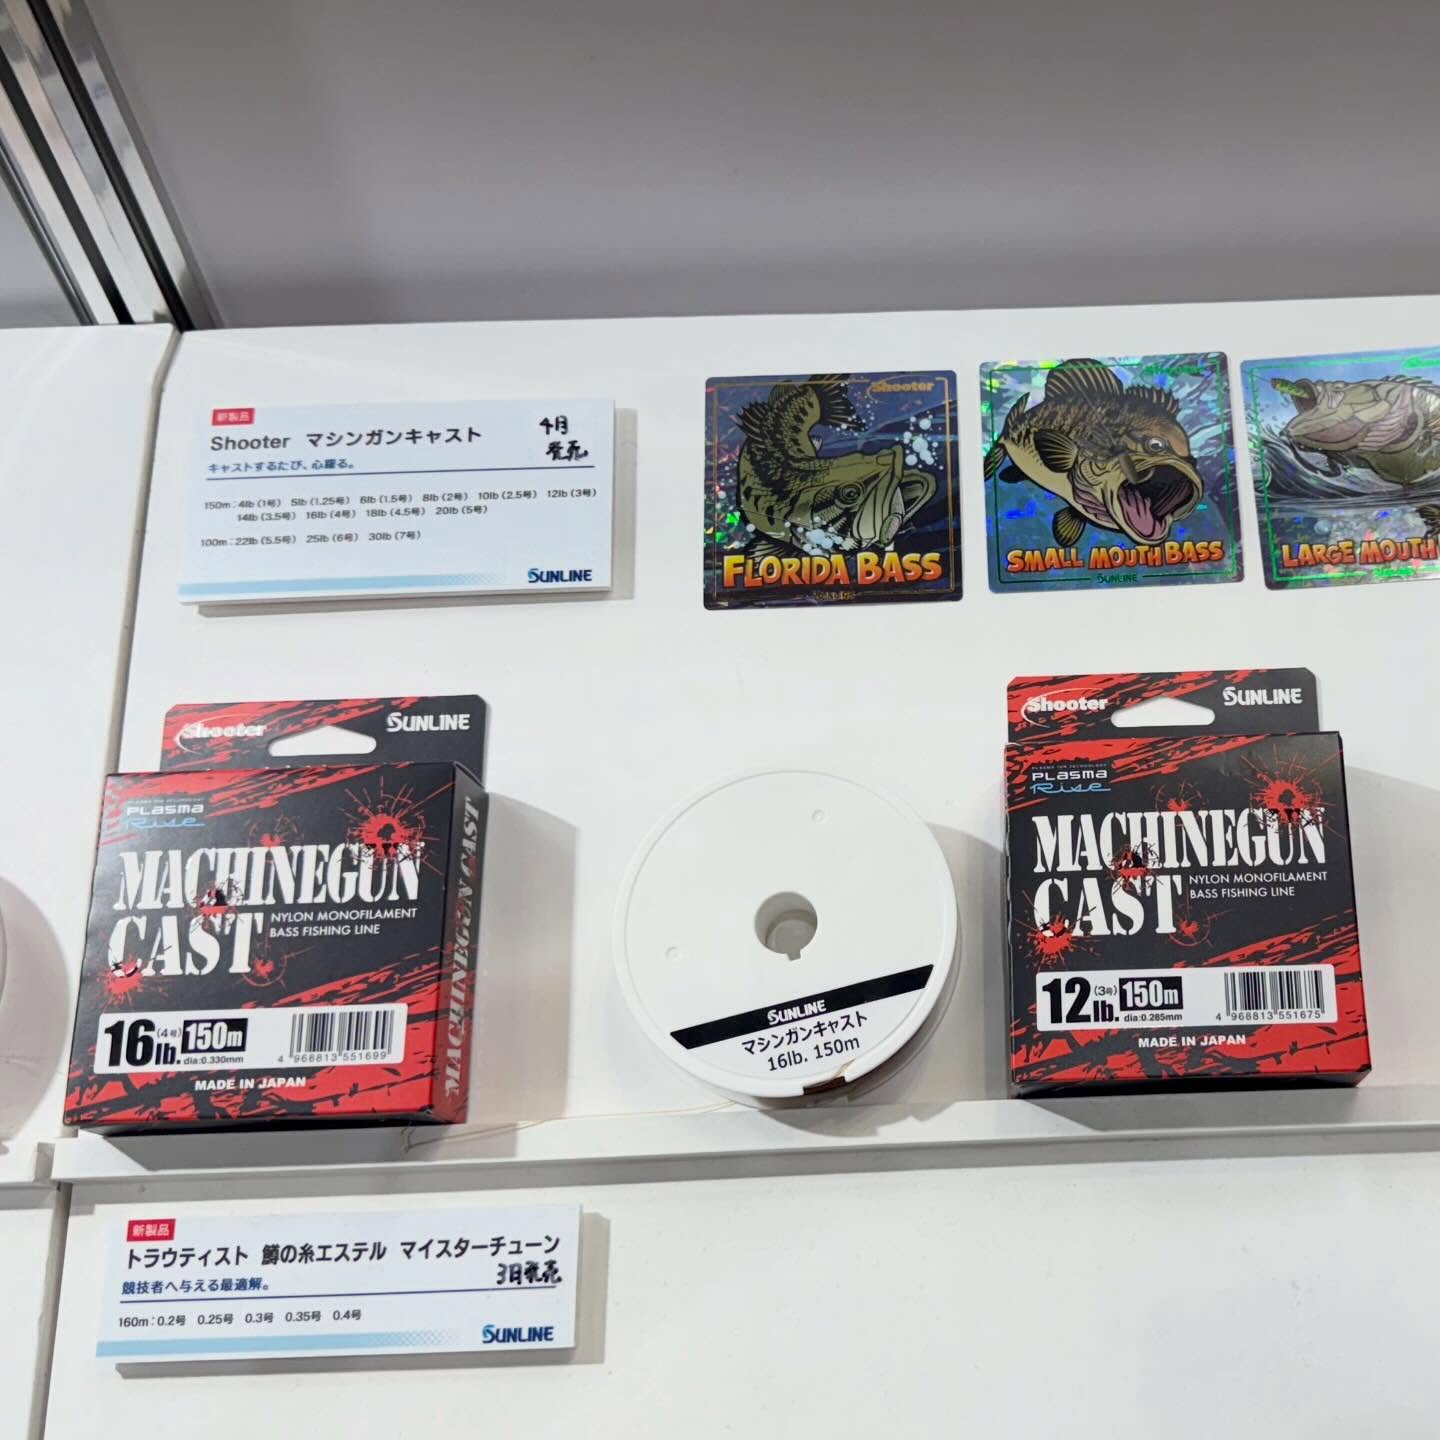 新製品
Shooter マシンガンキャスト
4月
発売
キャストするたび、心躍る。
150m：4lb（1号） 5lb（1.25号） 6lb（1.5号） 8lb（2号） 10lb（2.5号） 12lb（3号）
14lb（3.5号） 16lb（4号） 18lb（4.5号） 20lb（5号）
100m：22lb（5.5号） 25lb（6号） 30lb（7号）
SUNLINE
Shooter
FLORIDA BASS
SUNLINE
Shooter
SMALL MOUTH BASS
SUNLINE
LARGE MOUTH
Shooter SUNLINE
PLASMA ION TECHNOLOGY
PLASMA
Rise
MACHINEGUN
CAST
NYLON MONOFILAMENT
BASS FISHING LINE
16lb. (4号) 150m
dia:0.330mm
4 968813 551699
MADE IN JAPAN
MACHINEGUN CAST
SUNLINE
マシンガンキャスト
16lb. 150m
Shooter SUNLINE
PLASMA ION TECHNOLOGY
PLASMA
Rise
MACHINEGUN
CAST
NYLON MONOFILAMENT
BASS FISHING LINE
12lb. (3号) 150m
dia:0.285mm
4 968813 551675
MADE IN JAPAN
新製品
トラウティスト 鱒の糸エステル マイスターチューン
競技者へ与える最適解。
3月発売
160m：0.2号 0.25号 0.3号 0.35号 0.4号
SUNLINE